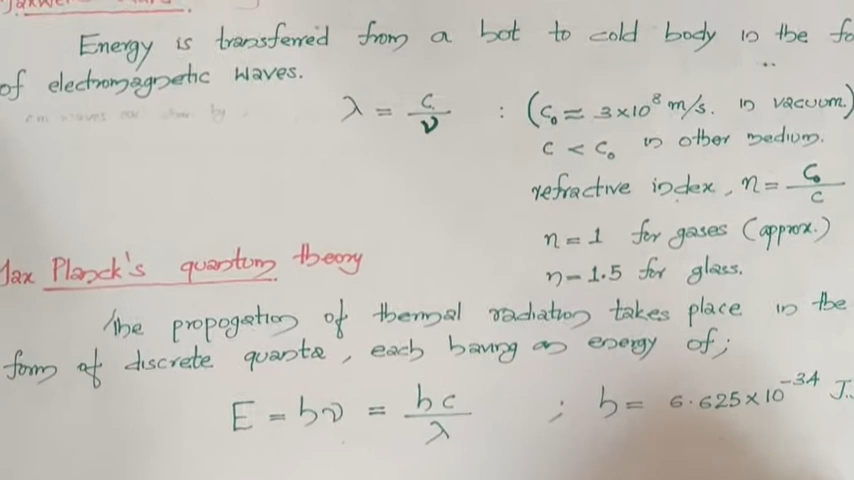 Energy is transferred from a hot to cold body in the fo
of electromagnetic waves.
λ = c/ν : (C₀ ≈ 3×10⁸ m/s. in vacuum)
c < C₀ in other medium.
refractive index, n = C₀/c
n = 1 for gases (approx.)
n = 1.5 for glass.
Max Planck's quantum theory
The propogation of thermal radiation takes place in the
form of discrete quanta, each having an energy of;
E = hν = hc/λ ; h = 6.625×10⁻³⁴ J.